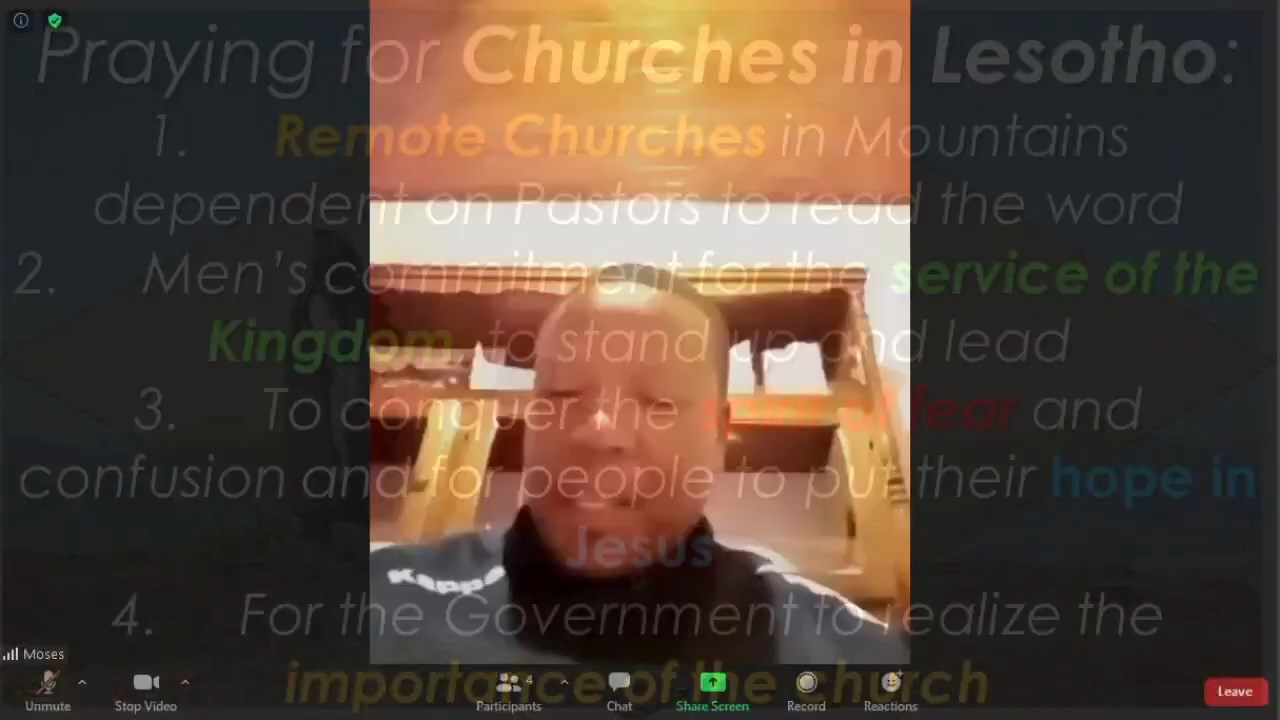 Praying for Churches in Lesotho:
1. Remote Churches in Mountains
dependent on Pastors to read the word
2. Men's commitment for the service of the
Kingdom, to stand up and lead
3. To conquer the spirit of fear and
confusion and for people to put their hope in
Jesus
4. For the Government to realize the
importance of the church
Kappa
Moses
Unmute
Stop Video
Participants
4
Chat
Share Screen
Record
Reactions
Leave